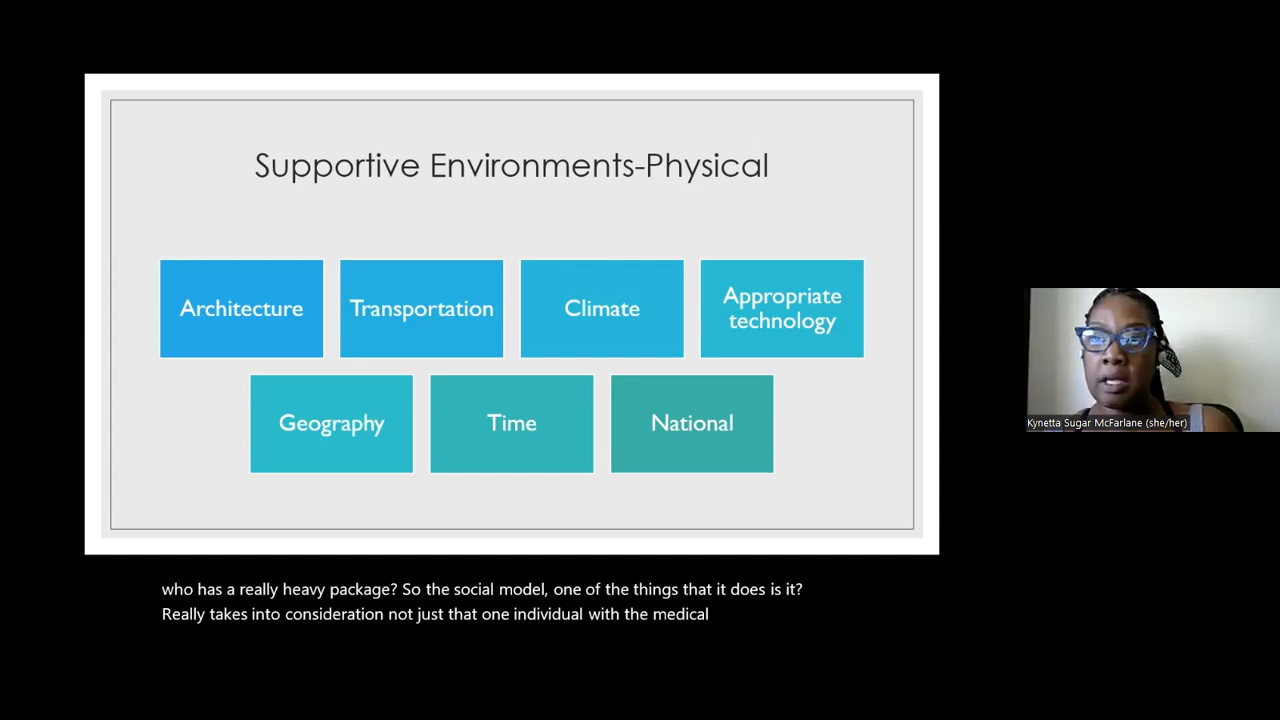 Supportive Environments-Physical
Architecture
Transportation
Climate
Appropriate
technology
Geography
Time
National
Kynetta Sugar McFarlane (she/her)
who has a really heavy package? So the social model, one of the things that it does is it?
Really takes into consideration not just that one individual with the medical